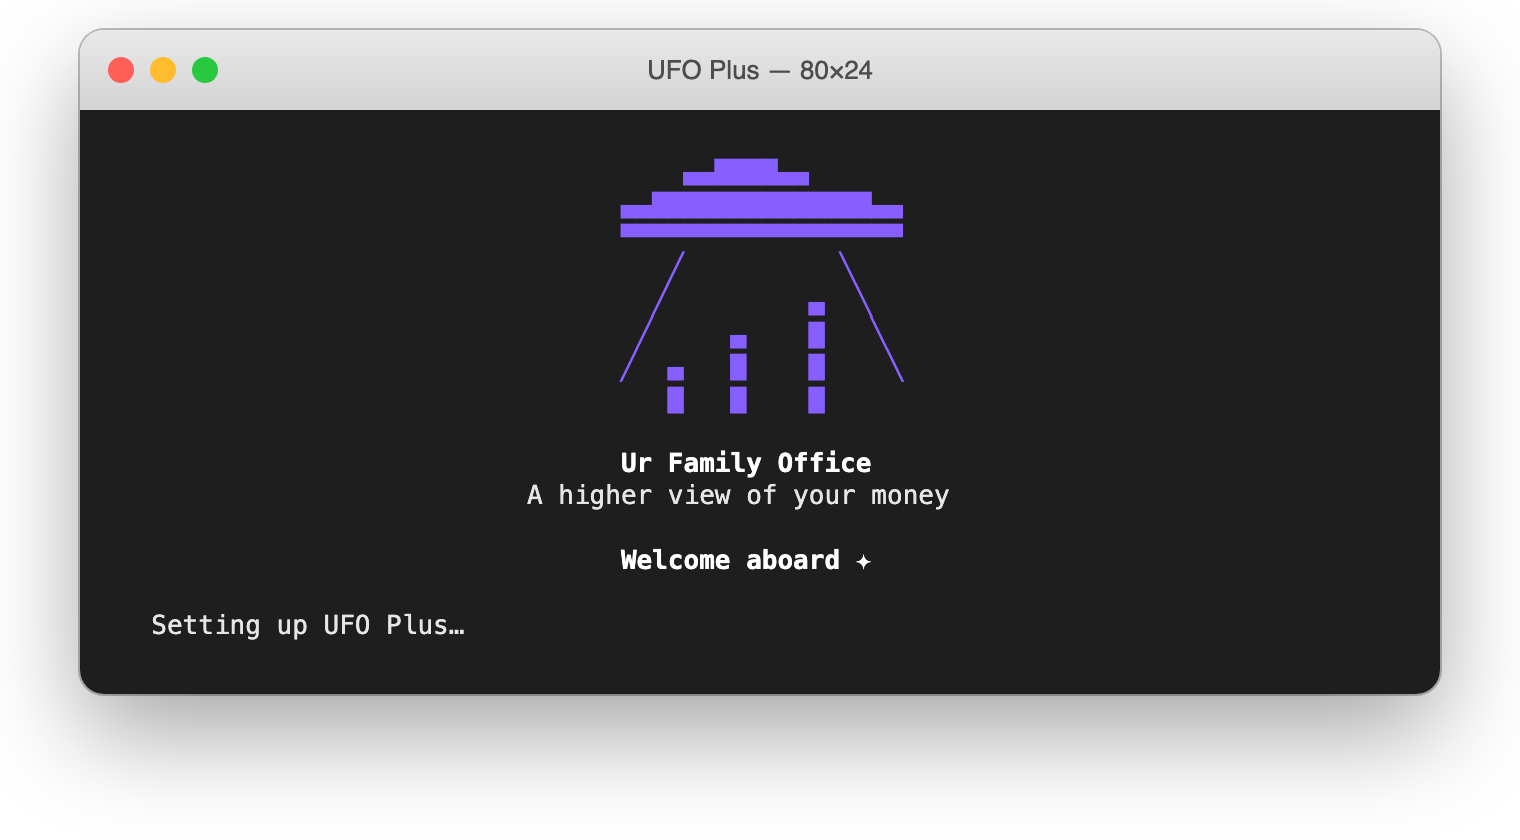 UFO Plus — 80×24
Ur Family Office
A higher view of your money
Welcome aboard ✦
Setting up UFO Plus…